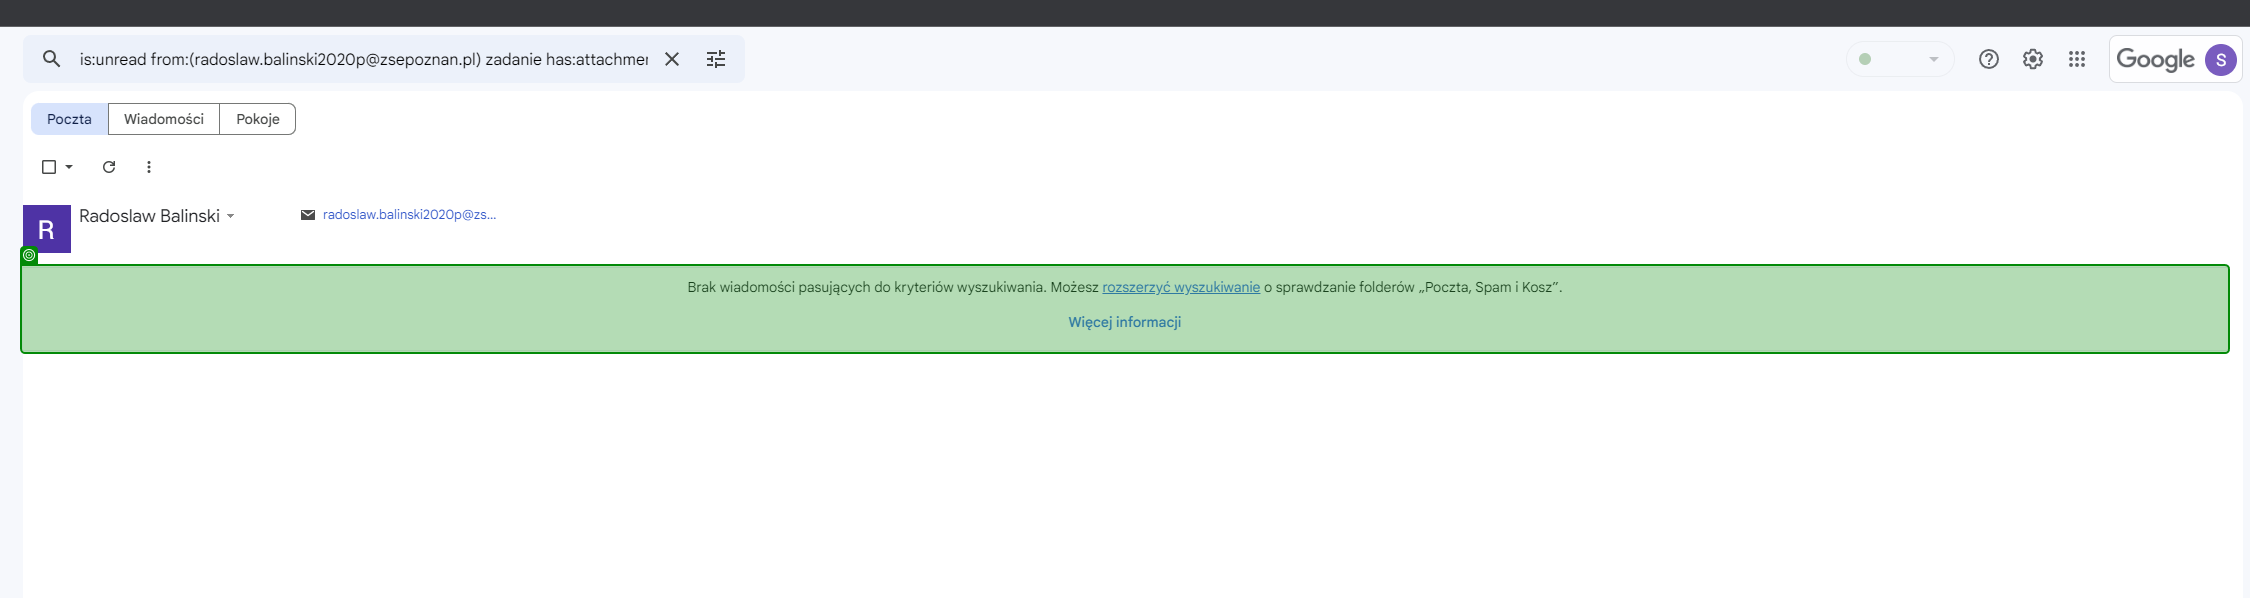 is:unread from:(radoslaw.balinski2020p@zsepoznan.pl) zadanie has:attachmen
Google
S
Poczta
Wiadomości
Pokoje
R
Radoslaw Balinski
radoslaw.balinski2020p@zs...
Brak wiadomości pasujących do kryteriów wyszukiwania. Możesz rozszerzyć wyszukiwanie o sprawdzanie folderów „Poczta, Spam i Kosz”.
Więcej informacji